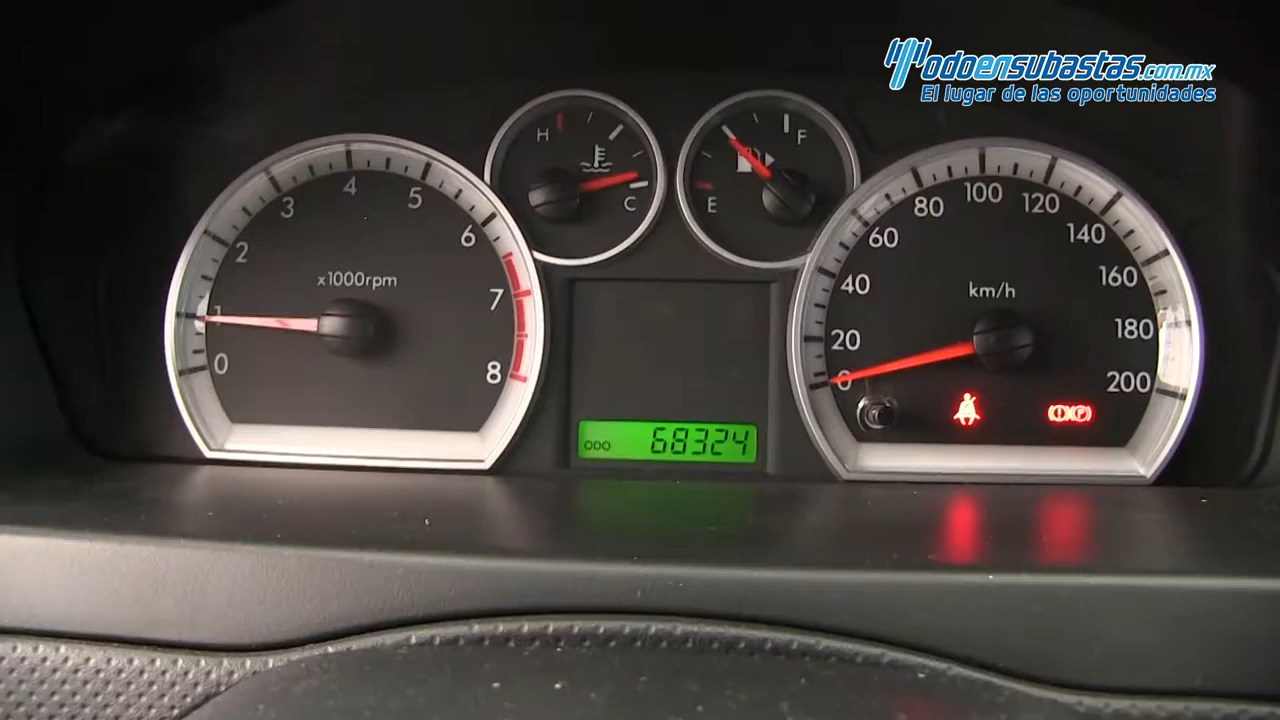 Todoensubastas.com.mx
El lugar de las oportunidades
H
C
F
E
0
1
2
3
4
5
6
7
8
x1000rpm
0
20
40
60
80
100
120
140
160
180
200
km/h
ODO 68324
(!)(P)